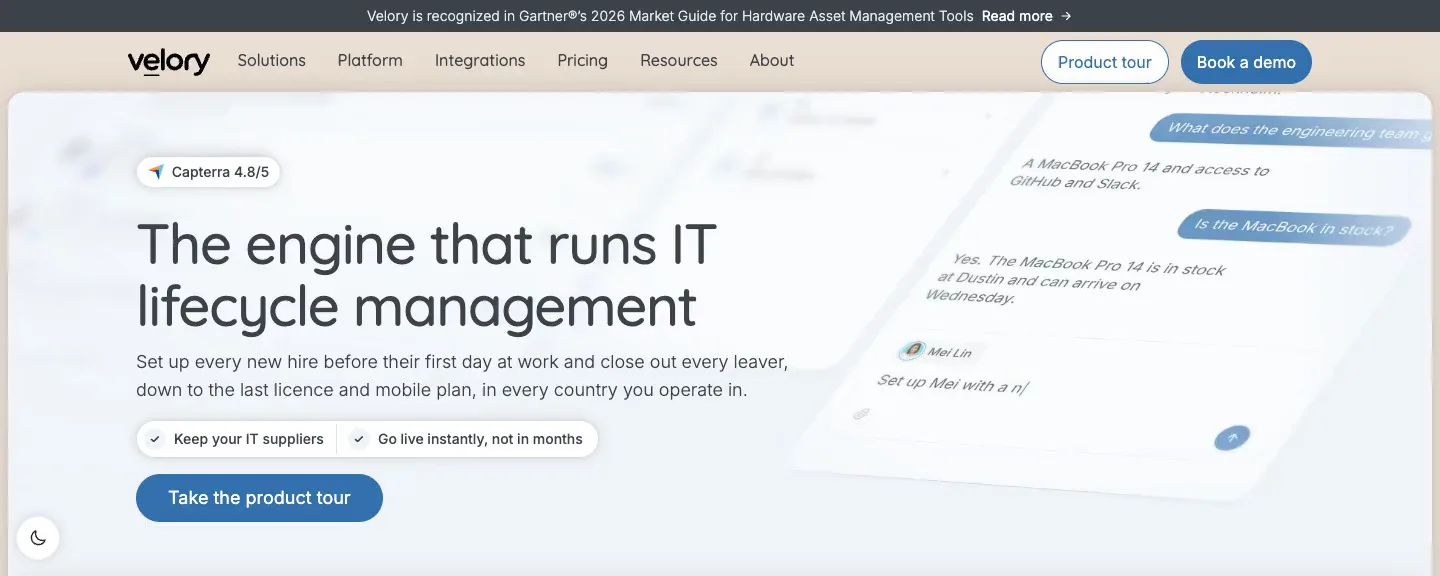 Velory is recognized in Gartner®'s 2026 Market Guide for Hardware Asset Management Tools Read more →
velory Solutions Platform Integrations Pricing Resources About Product tour Book a demo
Capterra 4.8/5
The engine that runs IT
lifecycle management
Set up every new hire before their first day at work and close out every leaver,
down to the last licence and mobile plan, in every country you operate in.
Keep your IT suppliers Go live instantly, not in months
Take the product tour
What does the engineering team
A MacBook Pro 14 and access to
GitHub and Slack.
Is the MacBook in stock?
Yes. The MacBook Pro 14 is in stock
at Dustin and can arrive on
Wednesday.
Mei Lin
Set up Mei with a n